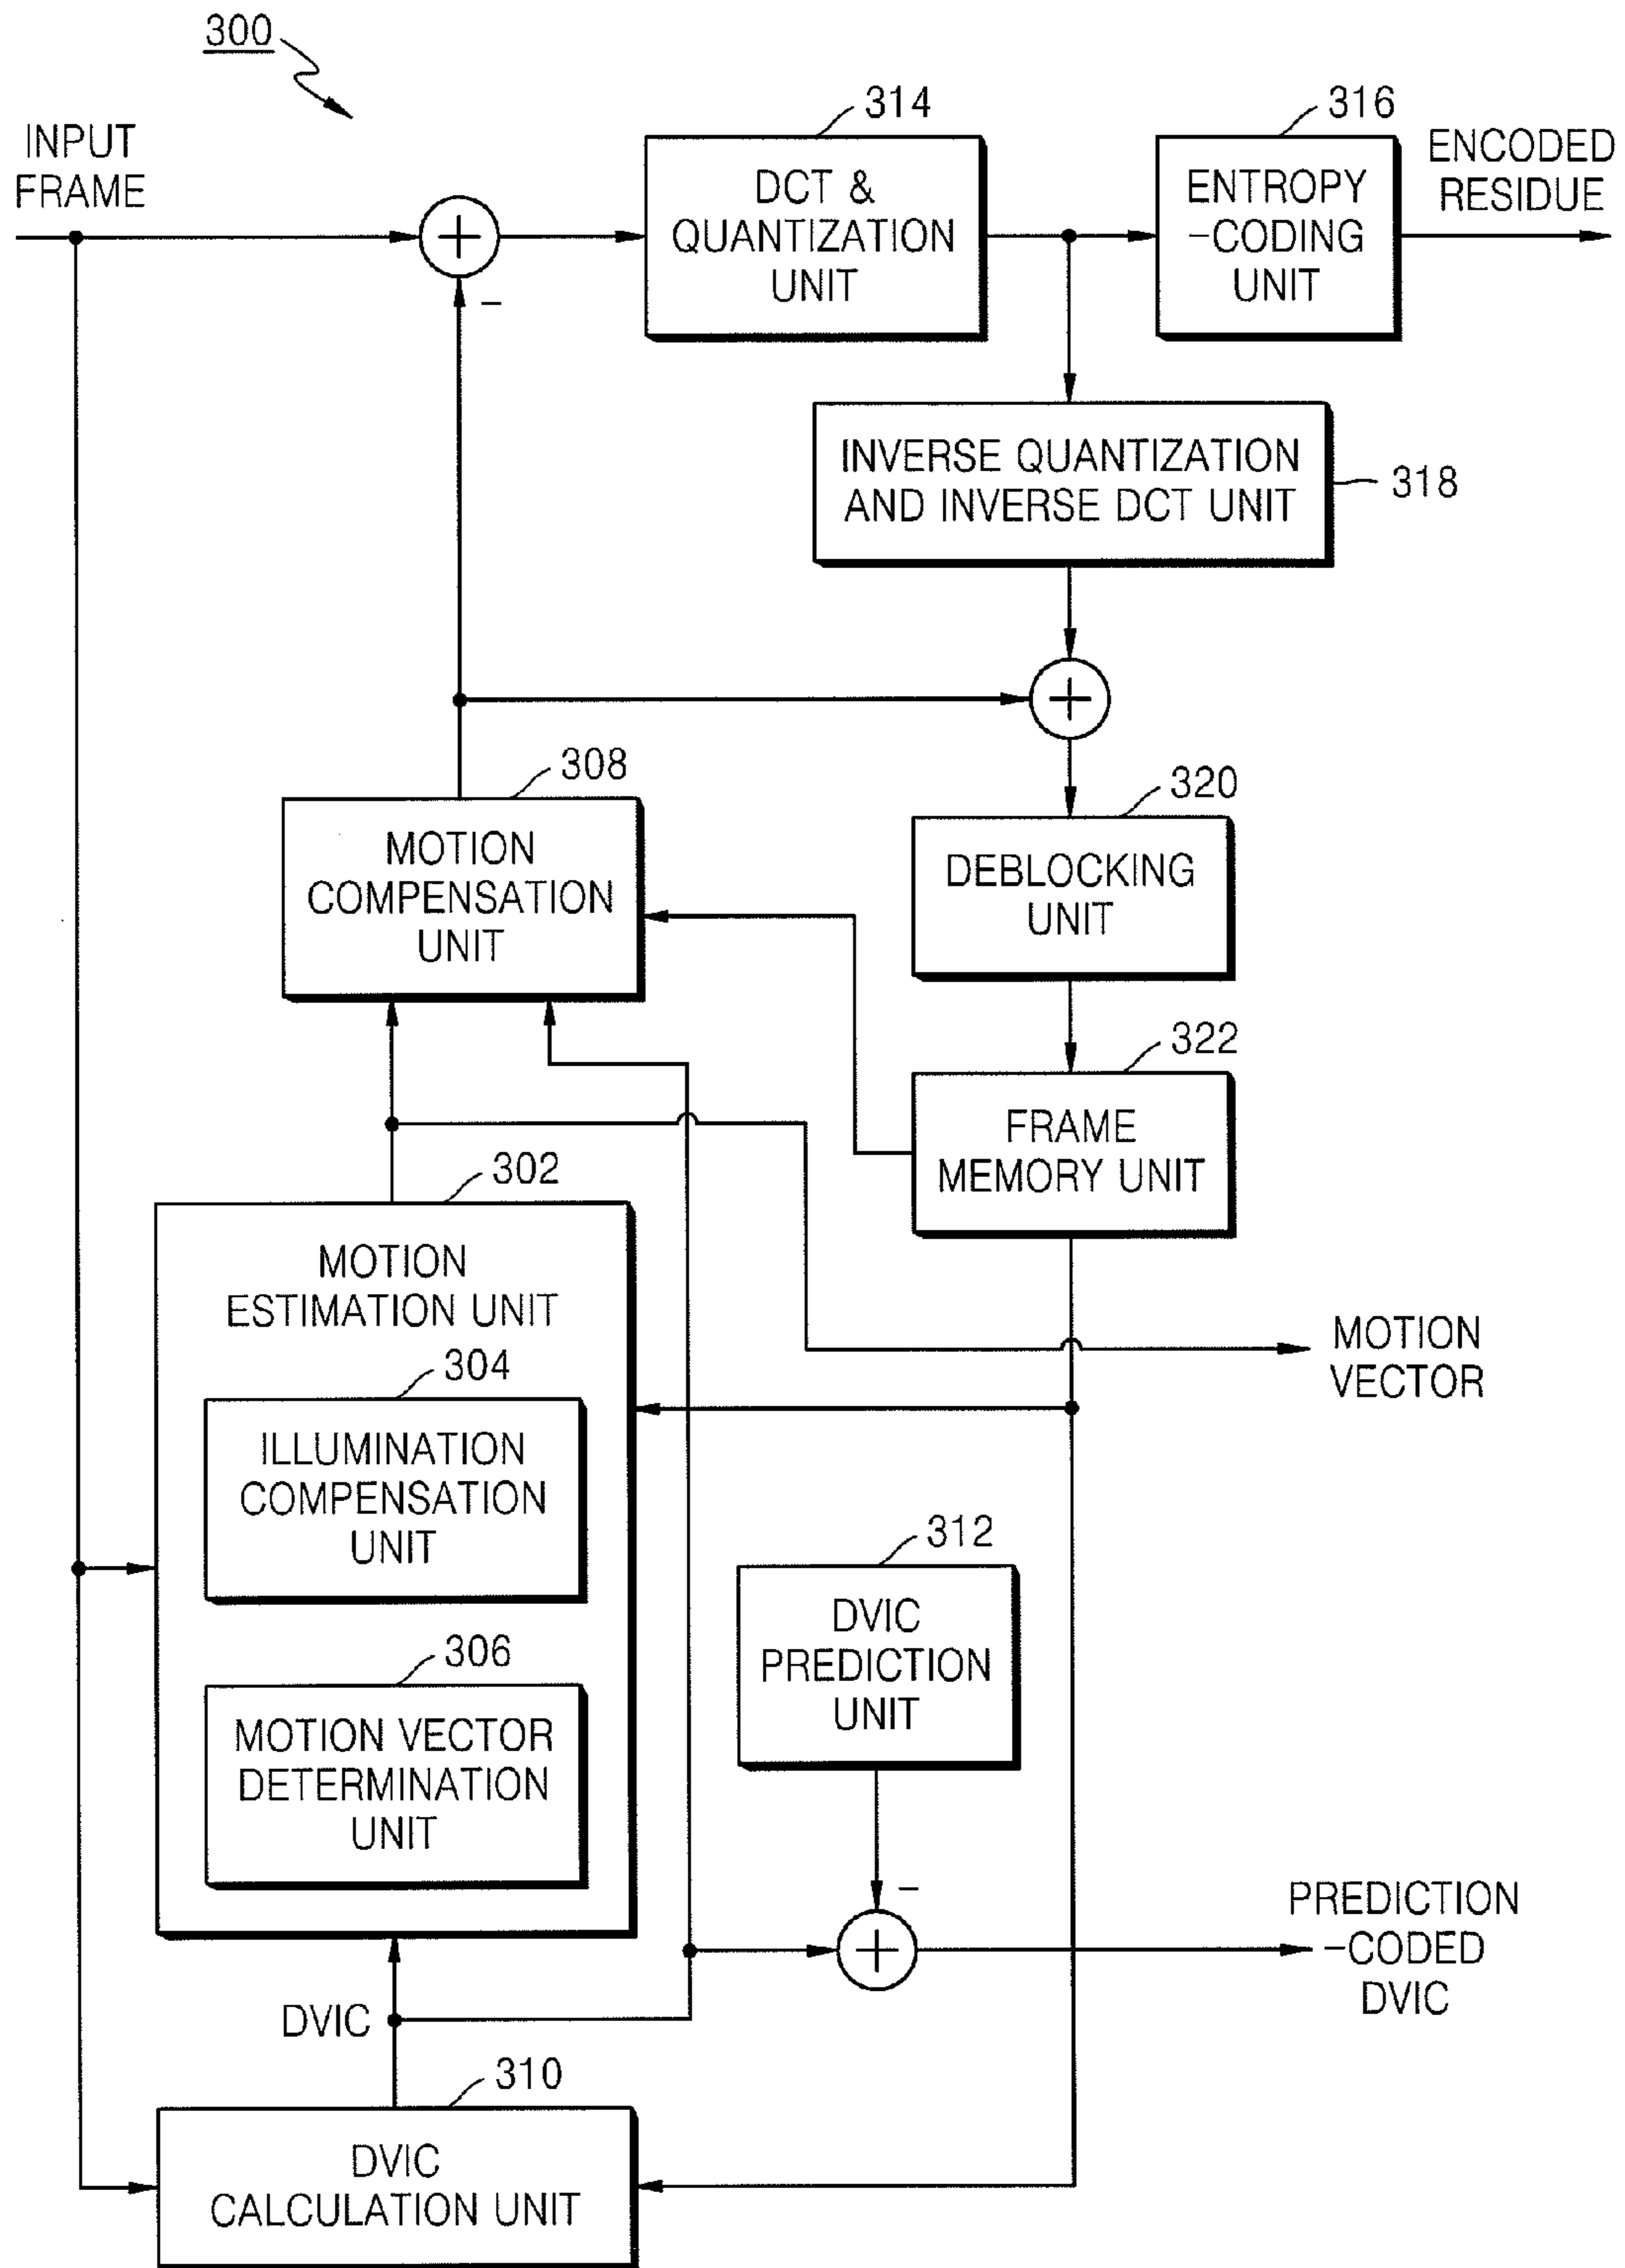 300
314
316
INPUT
FRAME
DCT &
QUANTIZATION
UNIT
ENTROPY
-CODING
UNIT
ENCODED
RESIDUE
+
-
INVERSE QUANTIZATION
AND INVERSE DCT UNIT
318
+
308
MOTION
COMPENSATION
UNIT
320
DEBLOCKING
UNIT
322
FRAME
MEMORY UNIT
302
MOTION
ESTIMATION UNIT
MOTION
VECTOR
304
ILLUMINATION
COMPENSATION
UNIT
312
DVIC
PREDICTION
UNIT
306
MOTION VECTOR
DETERMINATION
UNIT
-
+
PREDICTION
-CODED
DVIC
DVIC
310
DVIC
CALCULATION UNIT